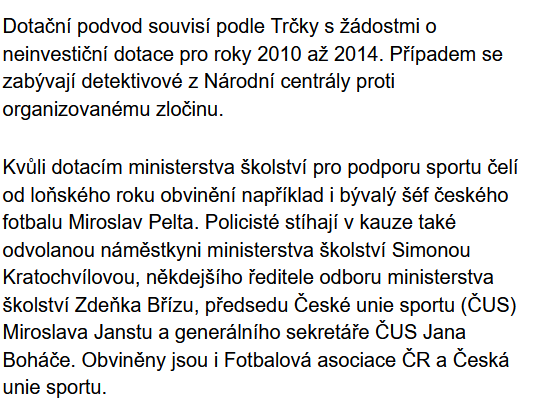 Dotační podvod souvisí podle Trčky s žádostmi o
neinvestiční dotace pro roky 2010 až 2014. Případem se
zabývají detektivové z Národní centrály proti
organizovanému zločinu.
Kvůli dotacím ministerstva školství pro podporu sportu čelí
od loňského roku obvinění například i bývalý šéf českého
fotbalu Miroslav Pelta. Policisté stíhají v kauze také
odvolanou náměstkyni ministerstva školství Simonou
Kratochvílovou, někdejšího ředitele odboru ministerstva
školství Zdeňka Břízu, předsedu České unie sportu (ČUS)
Miroslava Janstu a generálního sekretáře ČUS Jana
Boháče. Obviněny jsou i Fotbalová asociace ČR a Česká
unie sportu.